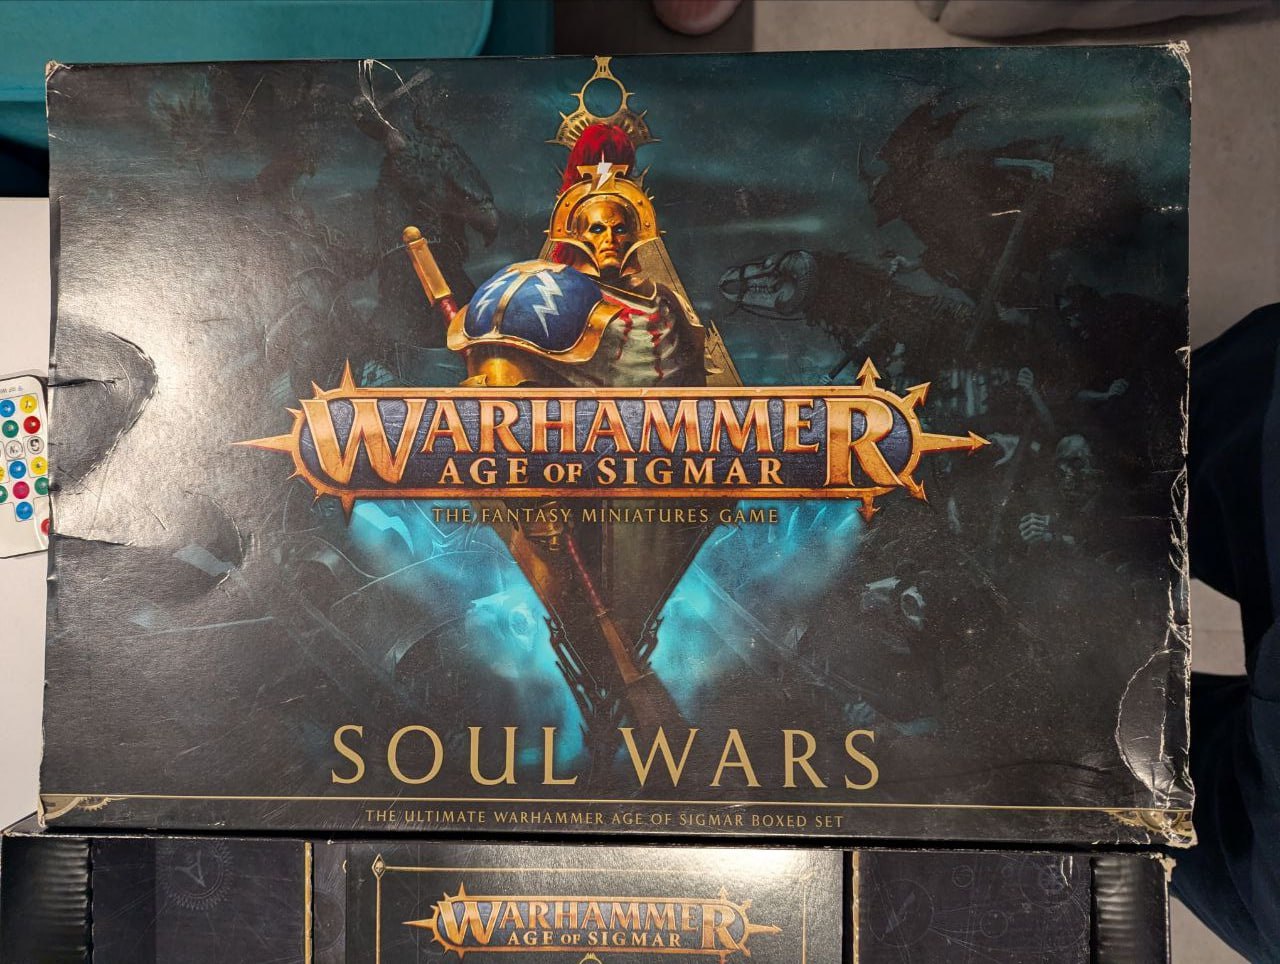 WARHAMMER
AGE OF SIGMAR
THE FANTASY MINIATURES GAME
SOUL WARS
THE ULTIMATE WARHAMMER AGE OF SIGMAR BOXED SET
WARHAMMER
AGE OF SIGMAR